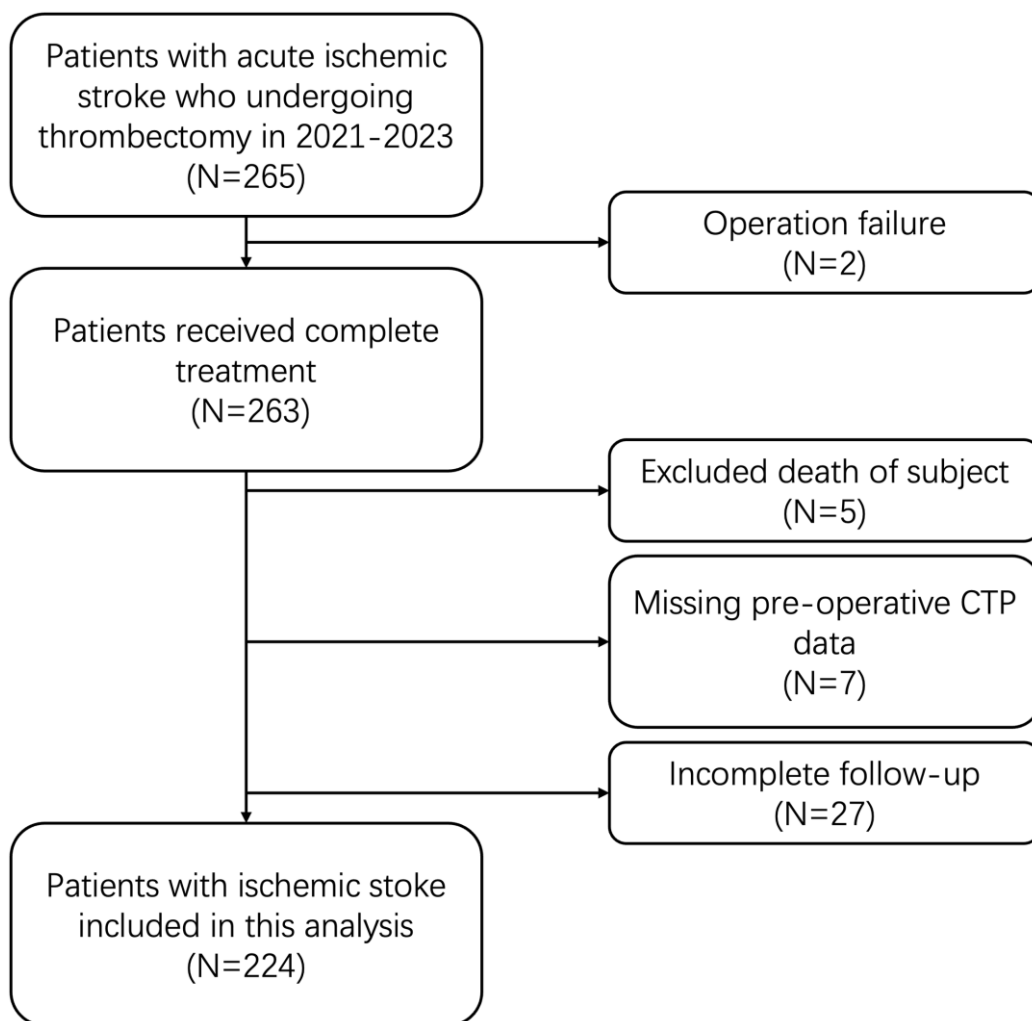 Patients with acute ischemic
stroke who undergoing
thrombectomy in 2021-2023
(N=265)
Operation failure
(N=2)
Patients received complete
treatment
(N=263)
Excluded death of subject
(N=5)
Missing pre-operative CTP
data
(N=7)
Incomplete follow-up
(N=27)
Patients with ischemic stoke
included in this analysis
(N=224)